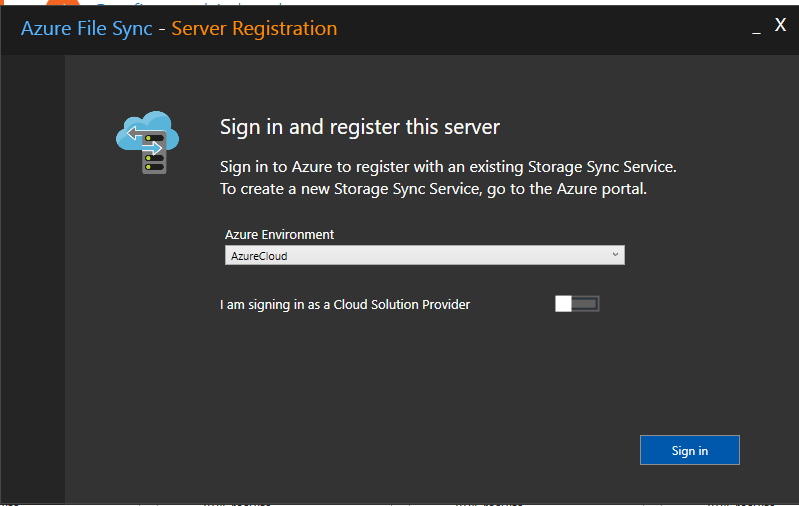 Azure File Sync - Server Registration
_ X
Sign in and register this server
Sign in to Azure to register with an existing Storage Sync Service.
To create a new Storage Sync Service, go to the Azure portal.
Azure Environment
AzureCloud
I am signing in as a Cloud Solution Provider
Sign in